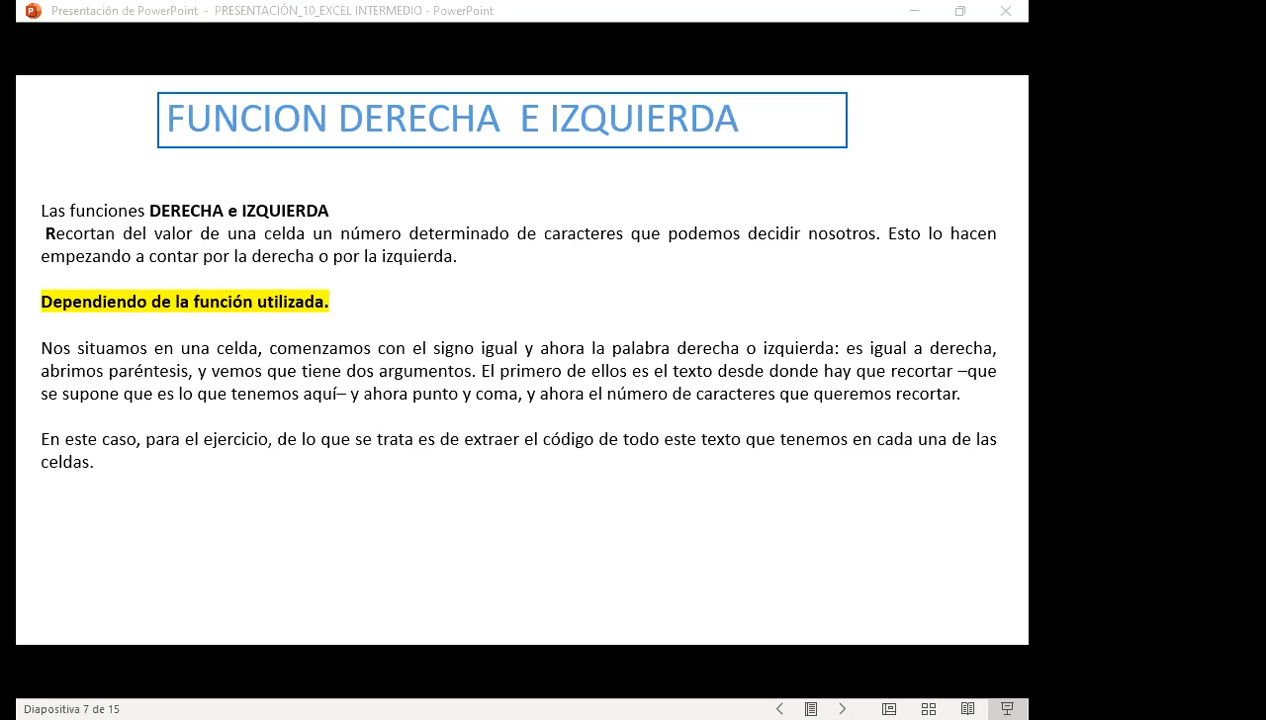 Presentación de PowerPoint - PRESENTACIÓN_10_EXCEL INTERMEDIO - PowerPoint
FUNCION DERECHA E IZQUIERDA
Las funciones DERECHA e IZQUIERDA
Recortan del valor de una celda un número determinado de caracteres que podemos decidir nosotros. Esto lo hacen
empezando a contar por la derecha o por la izquierda.
Dependiendo de la función utilizada.
Nos situamos en una celda, comenzamos con el signo igual y ahora la palabra derecha o izquierda: es igual a derecha,
abrimos paréntesis, y vemos que tiene dos argumentos. El primero de ellos es el texto desde donde hay que recortar –que
se supone que es lo que tenemos aquí– y ahora punto y coma, y ahora el número de caracteres que queremos recortar.
En este caso, para el ejercicio, de lo que se trata es de extraer el código de todo este texto que tenemos en cada una de las
celdas.
Diapositiva 7 de 15